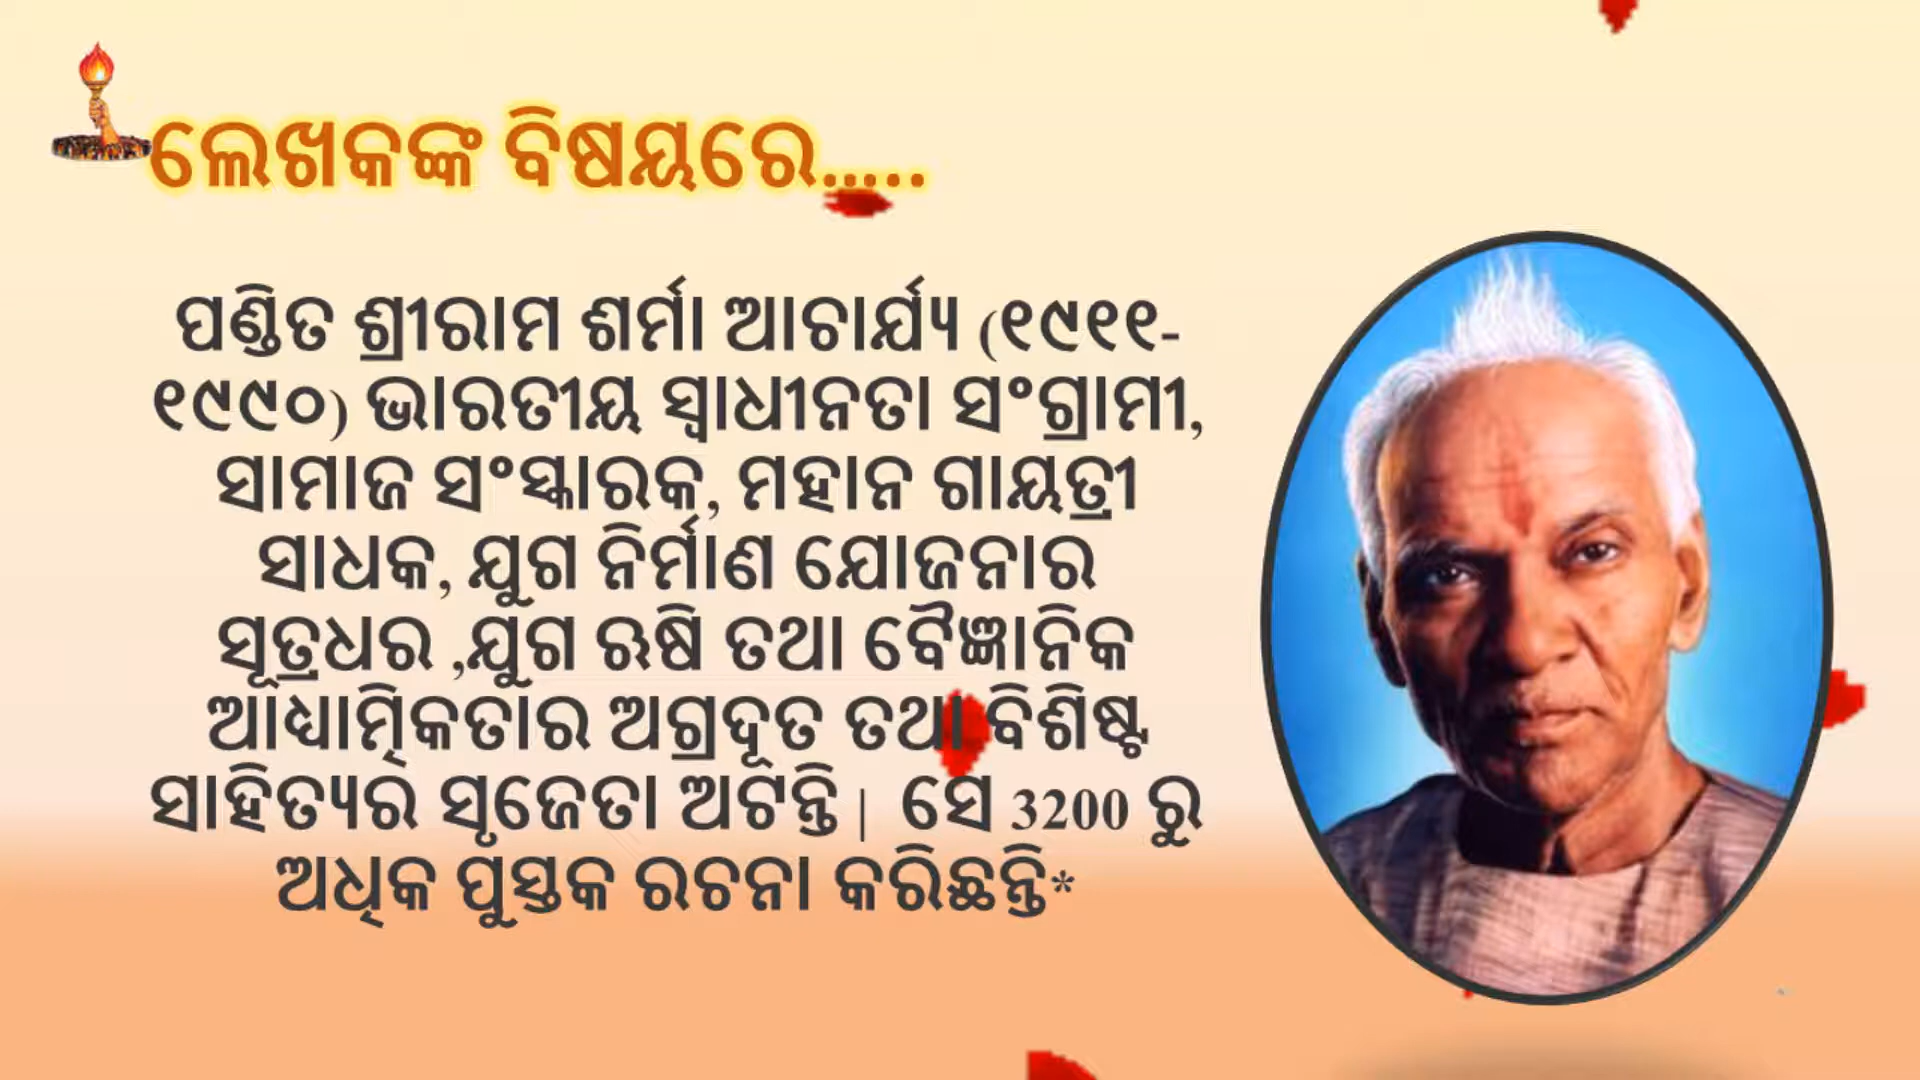 ଲେଖକଙ୍କ ବିଷୟରେ.....
ପଣ୍ଡିତ ଶ୍ରୀରାମ ଶର୍ମା ଆଚାର୍ଯ୍ୟ (୧୯୧୧-
୧୯୯୦) ଭାରତୀୟ ସ୍ୱାଧୀନତା ସଂଗ୍ରାମୀ,
ସାମାଜ ସଂସ୍କାରକ, ମହାନ ଗାୟତ୍ରୀ
ସାଧକ, ଯୁଗ ନିର୍ମାଣ ଯୋଜନାର
ସୂତ୍ରଧର ,ଯୁଗ ଋଷି ତଥା ବୈଜ୍ଞାନିକ
ଆଧ୍ୟାତ୍ମିକତାର ଅଗ୍ରଦୂତ ତଥା ବିଶିଷ୍ଟ
ସାହିତ୍ୟର ସୃଜେତା ଅଟନ୍ତି | ସେ 3200 ରୁ
ଅଧିକ ପୁସ୍ତକ ରଚନା କରିଛନ୍ତି*